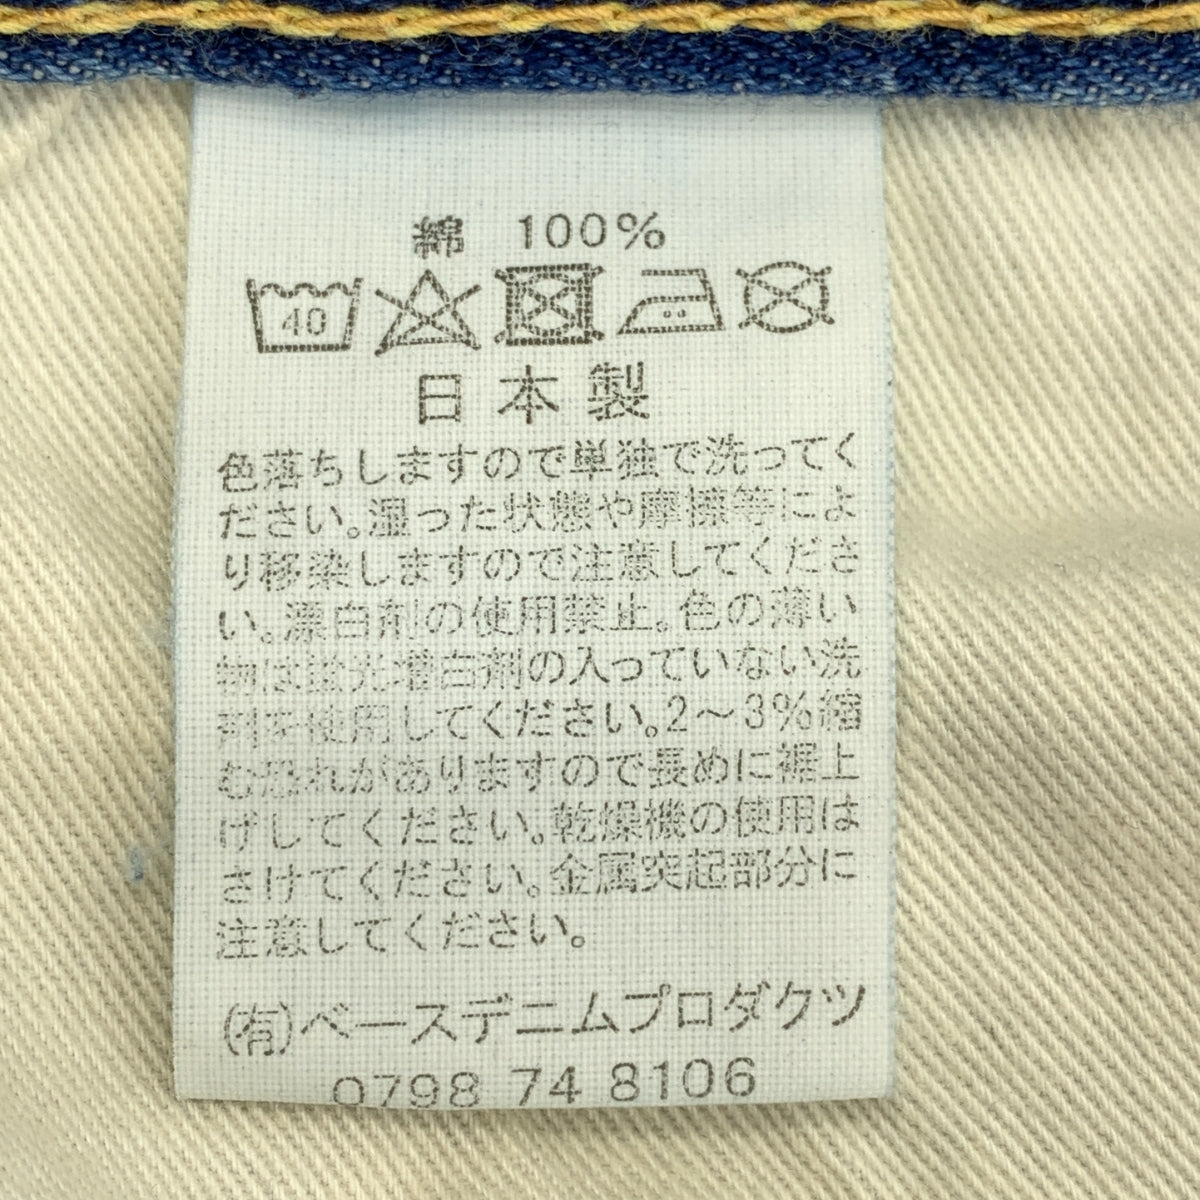 綿 100%
40
日本製
色落ちしますので単独で洗ってく
ださい。湿った状態や摩擦等によ
り移染しますので注意してくださ
い。漂白剤の使用禁止。色の薄い
物は蛍光増白剤の入っていない洗
剤を使用してください。2～3%縮
む恐れがありますので長めに裾上
げしてください。乾燥機の使用は
さけてください。金属突起部分に
注意してください。
(有)ベースデニムプロダクツ
0798 74 8106